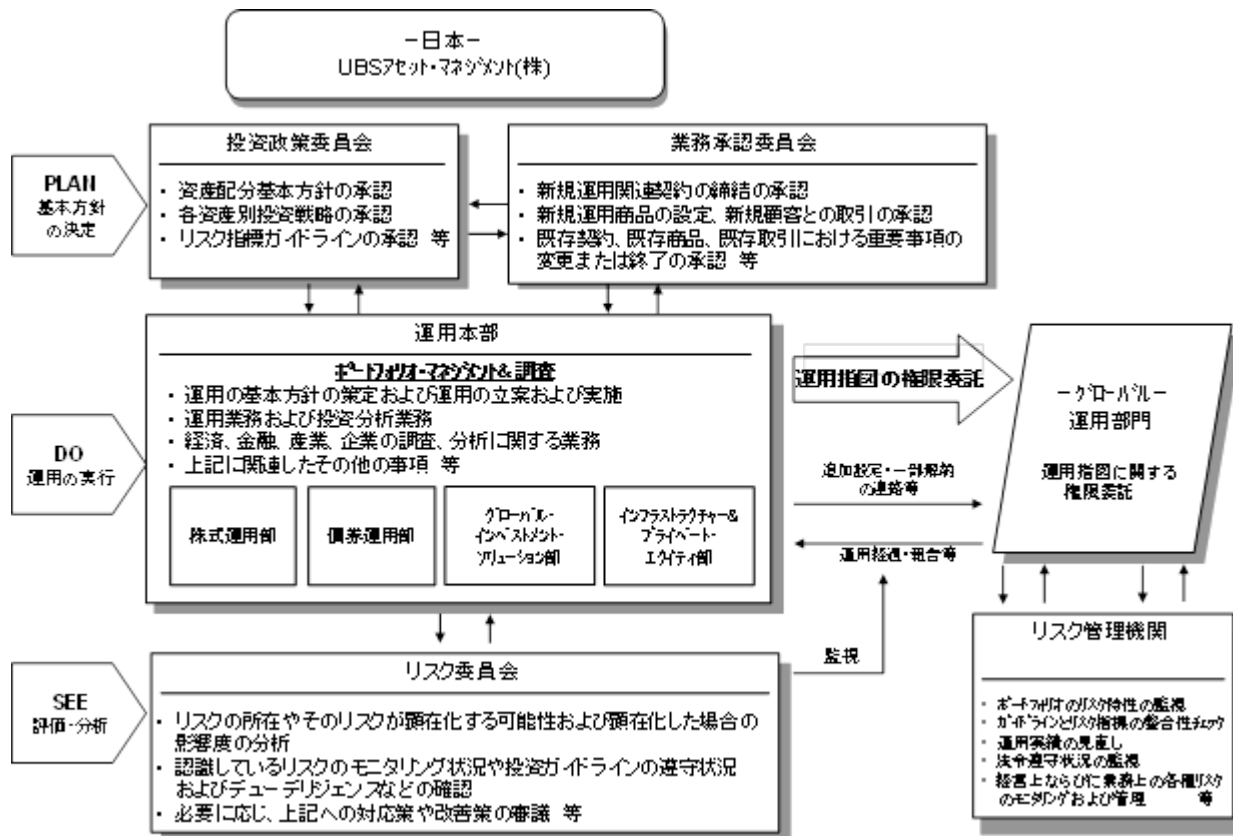 －日本－
UBSｱｾｯﾄ･ﾏﾈｼﾞﾒﾝﾄ(株)
PLAN
基本方針
の決定
投資政策委員会
・ 資産配分基本方針の承認
・ 各資産別投資戦略の承認
・ リスク指標ガイドラインの承認 等
業務承認委員会
・ 新規運用関連契約の締結の承認
・ 新規運用商品の設定、新規顧客との取引の承認
・ 既存契約、既存商品、既存取引における重要事項の
変更または終了の承認 等
DO
運用の実行
運用本部
ﾎﾟｰﾄﾌｫﾘｵ･ﾏﾈｼﾞﾒﾝﾄ&調査
・ 運用の基本方針の策定および運用の立案および実施
・ 運用業務および投資分析業務
・ 経済、金融、産業、企業の調査、分析に関する業務
・ 上記に関連したその他の事項 等
株式運用部
債券運用部
ｸﾞﾛｰﾊﾞﾙ･
ｲﾝﾍﾞｽﾄﾒﾝﾄ･
ｿﾘｭｰｼｮﾝ部
ｲﾝﾌﾗｽﾄﾗｸﾁｬｰ&
ﾌﾟﾗｲﾍﾞｰﾄ･
ｴｸｲﾃｨ部
運用指図の権限委託
追加設定・一部解約
の連絡等
運用経過・報告等
－ｸﾞﾛｰﾊﾞﾙ－
運用部門
運用指図に関する
権限委託
SEE
評価・分析
リスク委員会
・ リスクの所在やそのリスクが顕在化する可能性および顕在化した場合の
影響度の分析
・ 認識しているリスクのモニタリング状況や投資ガイドラインの遵守状況
およびデューデリジェンスなどの確認
・ 必要に応じ、上記への対応策や改善策の審議 等
監視
リスク管理機関
・ ﾎﾟｰﾄﾌｫﾘｵのﾘｽｸ特性の監視
・ ｶﾞｲﾄﾞﾗｲﾝとﾘｽｸ指標の整合性ﾁｪｯｸ
・ 運用実績の見直し
・ 法令遵守状況の監視
・ 経営上ならびに業務上の各種ﾘｽｸ
のﾓﾆﾀﾘﾝｸﾞおよび管理 等